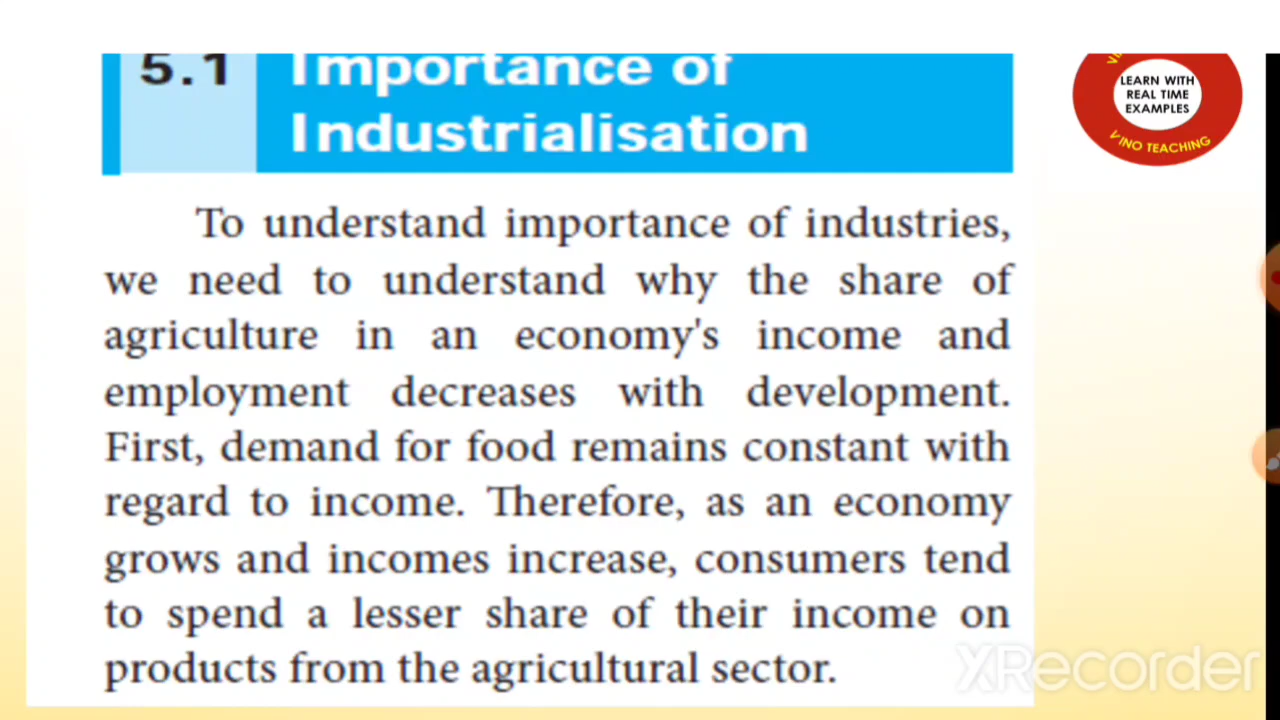 5.1 Importance of
Industrialisation
LEARN WITH
REAL TIME
EXAMPLES
VINO TEACHING
To understand importance of industries,
we need to understand why the share of
agriculture in an economy's income and
employment decreases with development.
First, demand for food remains constant with
regard to income. Therefore, as an economy
grows and incomes increase, consumers tend
to spend a lesser share of their income on
products from the agricultural sector.
XRecorder